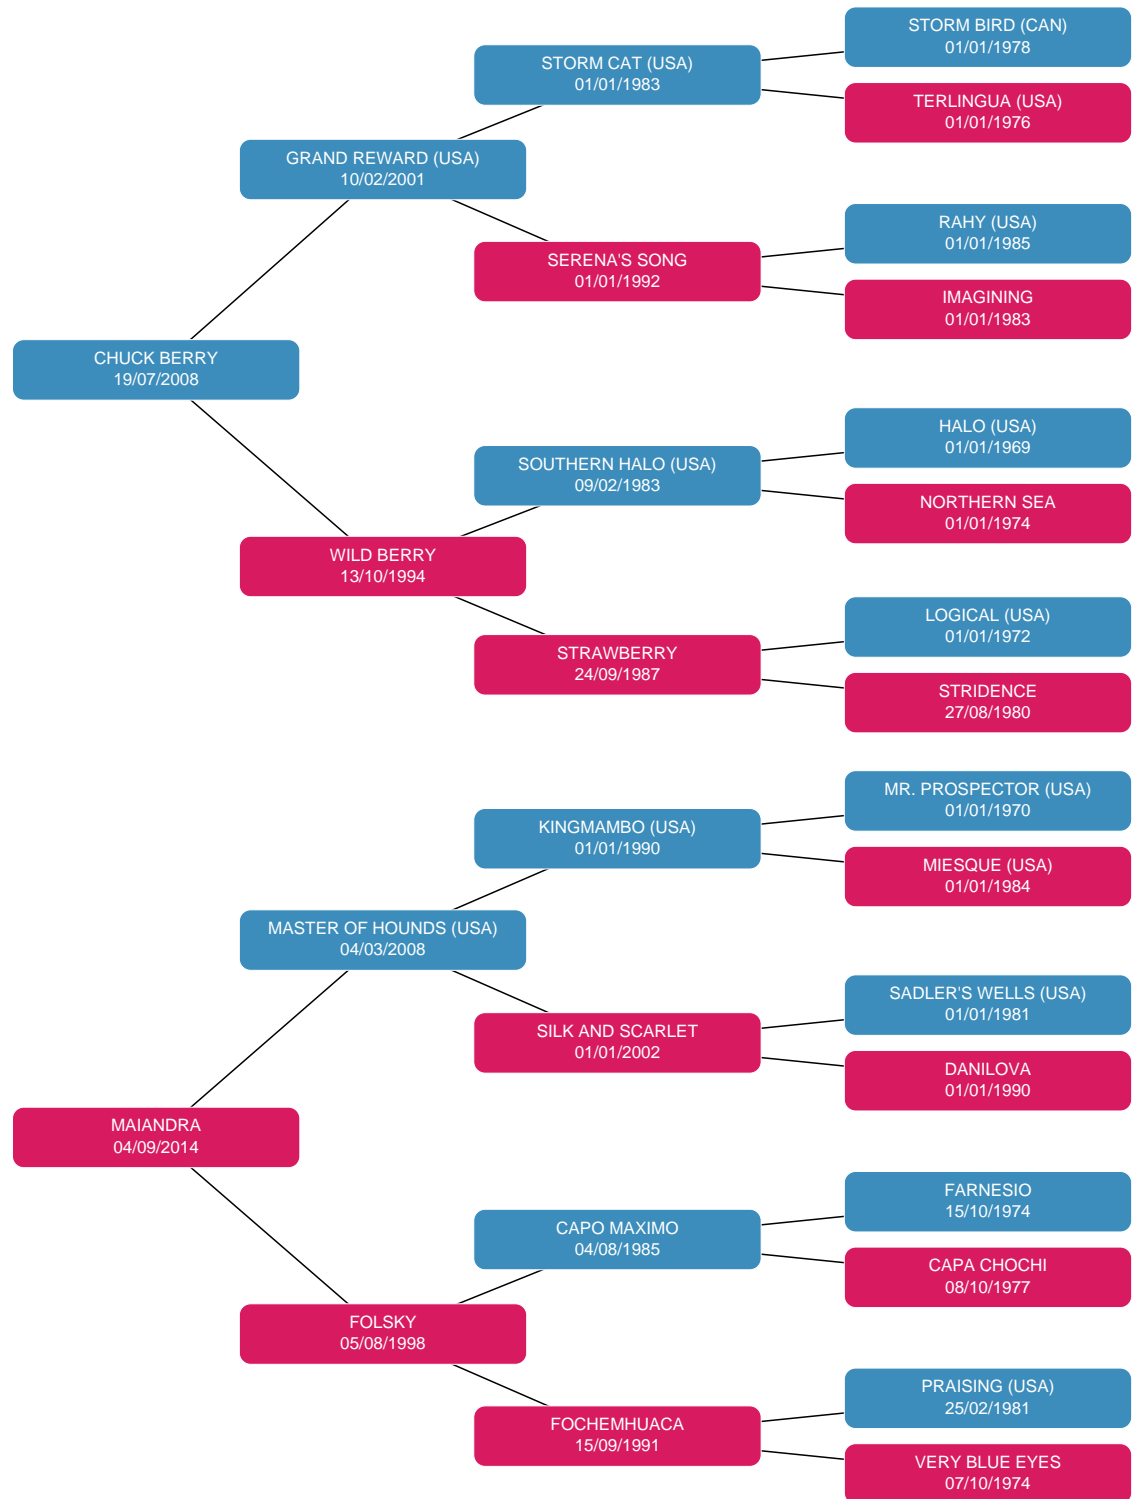 STORM BIRD (CAN)
01/01/1978
STORM CAT (USA)
01/01/1983
TERLINGUA (USA)
01/01/1976
GRAND REWARD (USA)
10/02/2001
RAHY (USA)
01/01/1985
SERENA'S SONG
01/01/1992
IMAGINING
01/01/1983
CHUCK BERRY
19/07/2008
HALO (USA)
01/01/1969
SOUTHERN HALO (USA)
09/02/1983
NORTHERN SEA
01/01/1974
WILD BERRY
13/10/1994
LOGICAL (USA)
01/01/1972
STRAWBERRY
24/09/1987
STRIDENCE
27/08/1980
MR. PROSPECTOR (USA)
01/01/1970
KINGMAMBO (USA)
01/01/1990
MIESQUE (USA)
01/01/1984
MASTER OF HOUNDS (USA)
04/03/2008
SADLER'S WELLS (USA)
01/01/1981
SILK AND SCARLET
01/01/2002
DANILOVA
01/01/1990
MAIANDRA
04/09/2014
FARNESIO
15/10/1974
CAPO MAXIMO
04/08/1985
CAPA CHOCHI
08/10/1977
FOLSKY
05/08/1998
PRAISING (USA)
25/02/1981
FOCHEMHUACA
15/09/1991
VERY BLUE EYES
07/10/1974